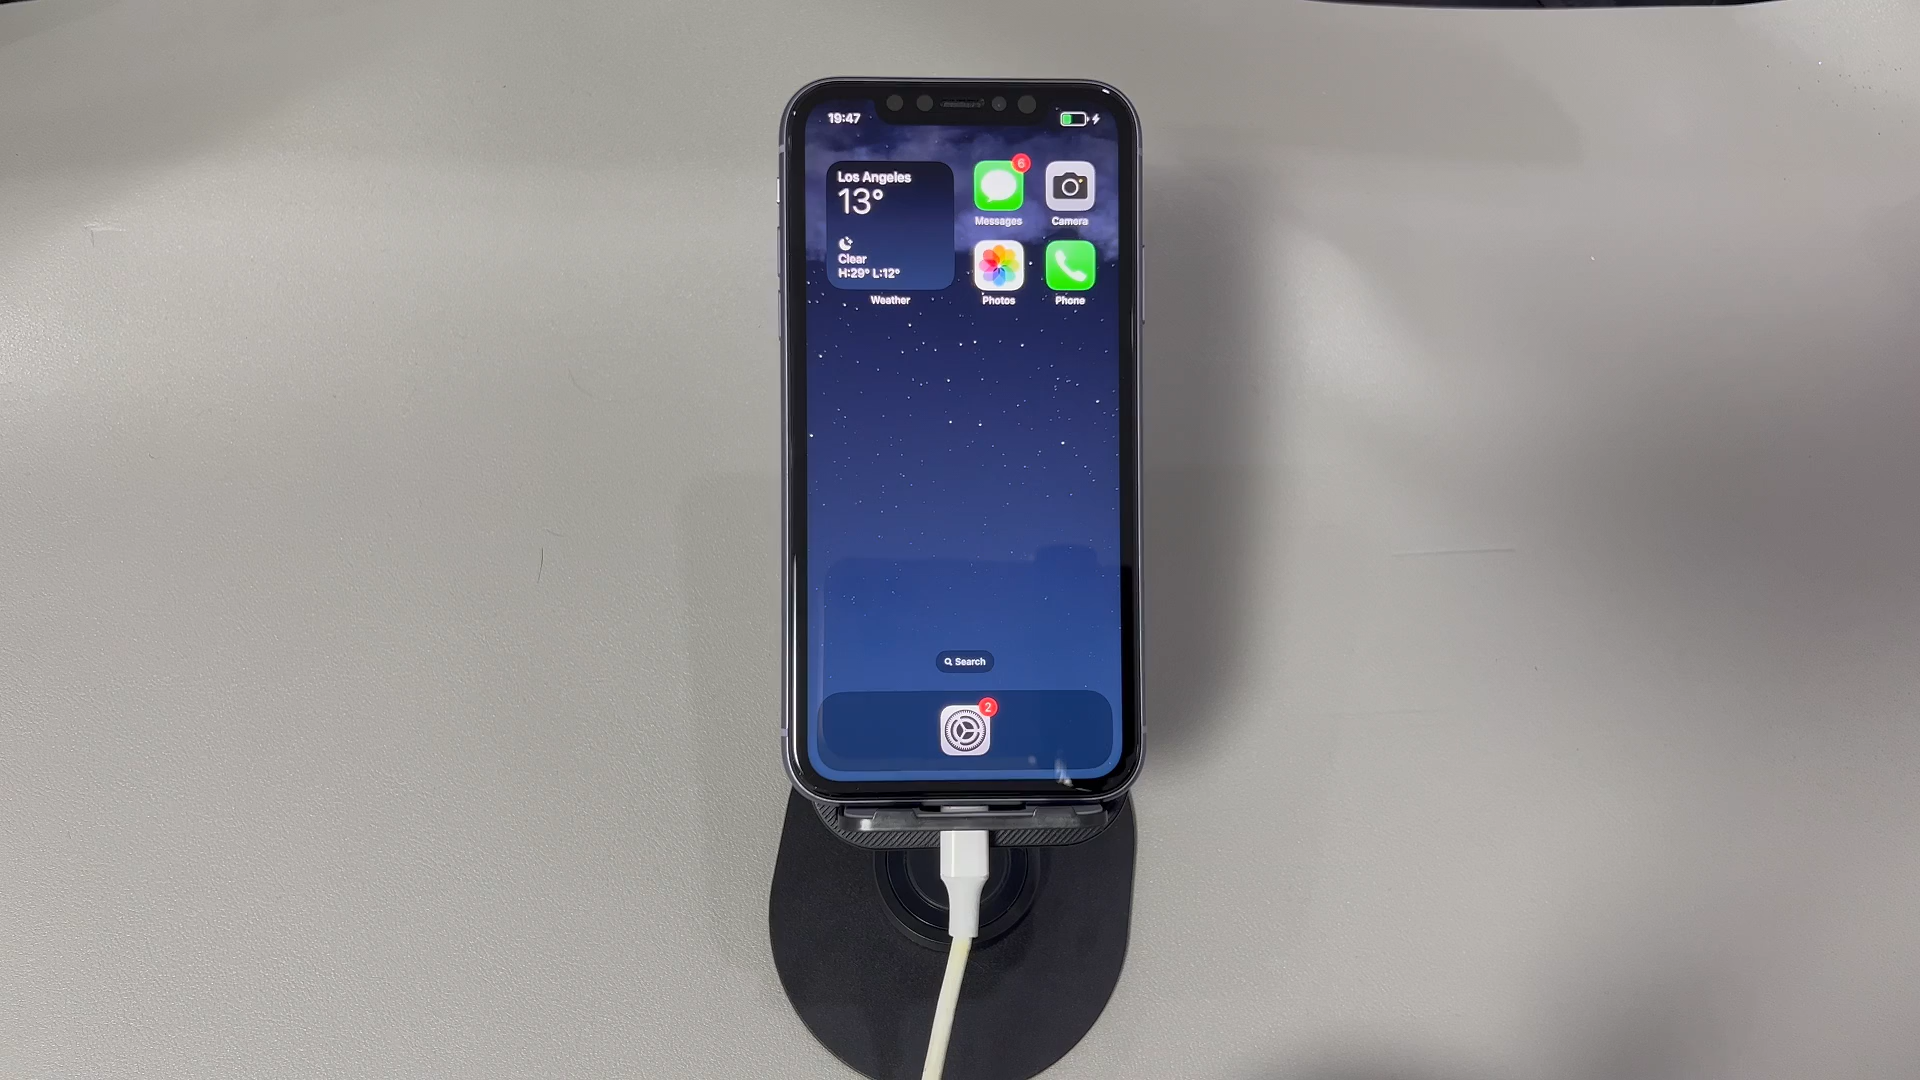 19:47
Los Angeles
13°
Clear
H:29° L:12°
Weather
6
Messages
Camera
Photos
Phone
Search
2